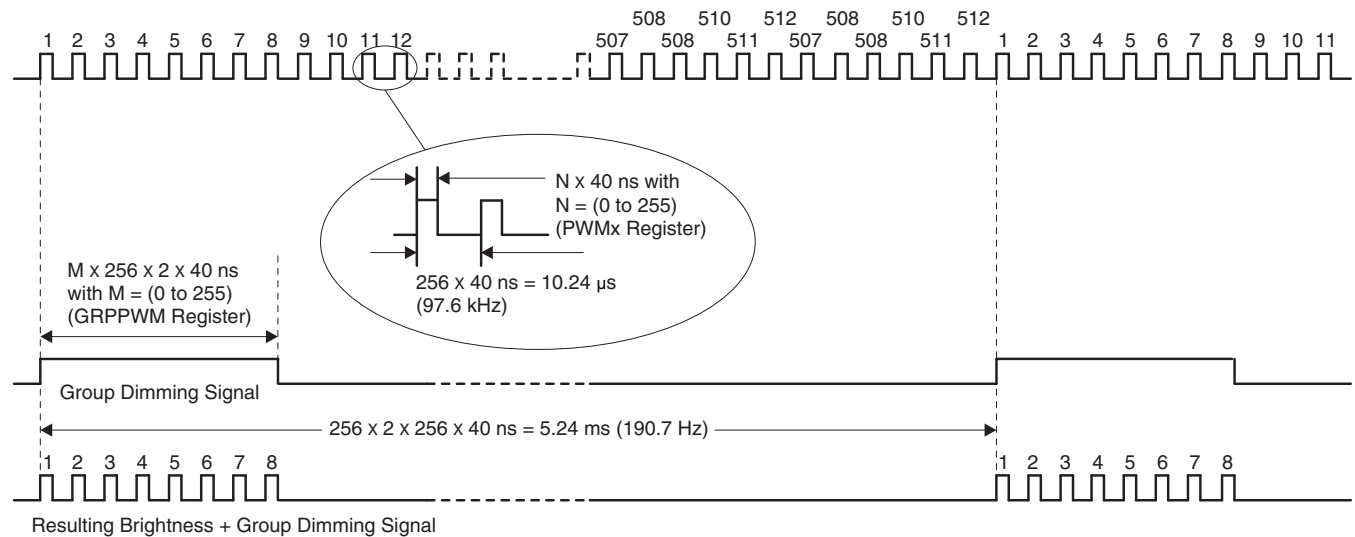 508 510 512 508 510 512
1 2 3 4 5 6 7 8 9 10 11 12 507 508 511 507 508 511 1 2 3 4 5 6 7 8 9 10 11
N x 40 ns with
N = (0 to 255)
(PWMx Register)
256 x 40 ns = 10.24 µs
(97.6 kHz)
M x 256 x 2 x 40 ns
with M = (0 to 255)
(GRPPWM Register)
Group Dimming Signal
256 x 2 x 256 x 40 ns = 5.24 ms (190.7 Hz)
1 2 3 4 5 6 7 8 1 2 3 4 5 6 7 8
Resulting Brightness + Group Dimming Signal